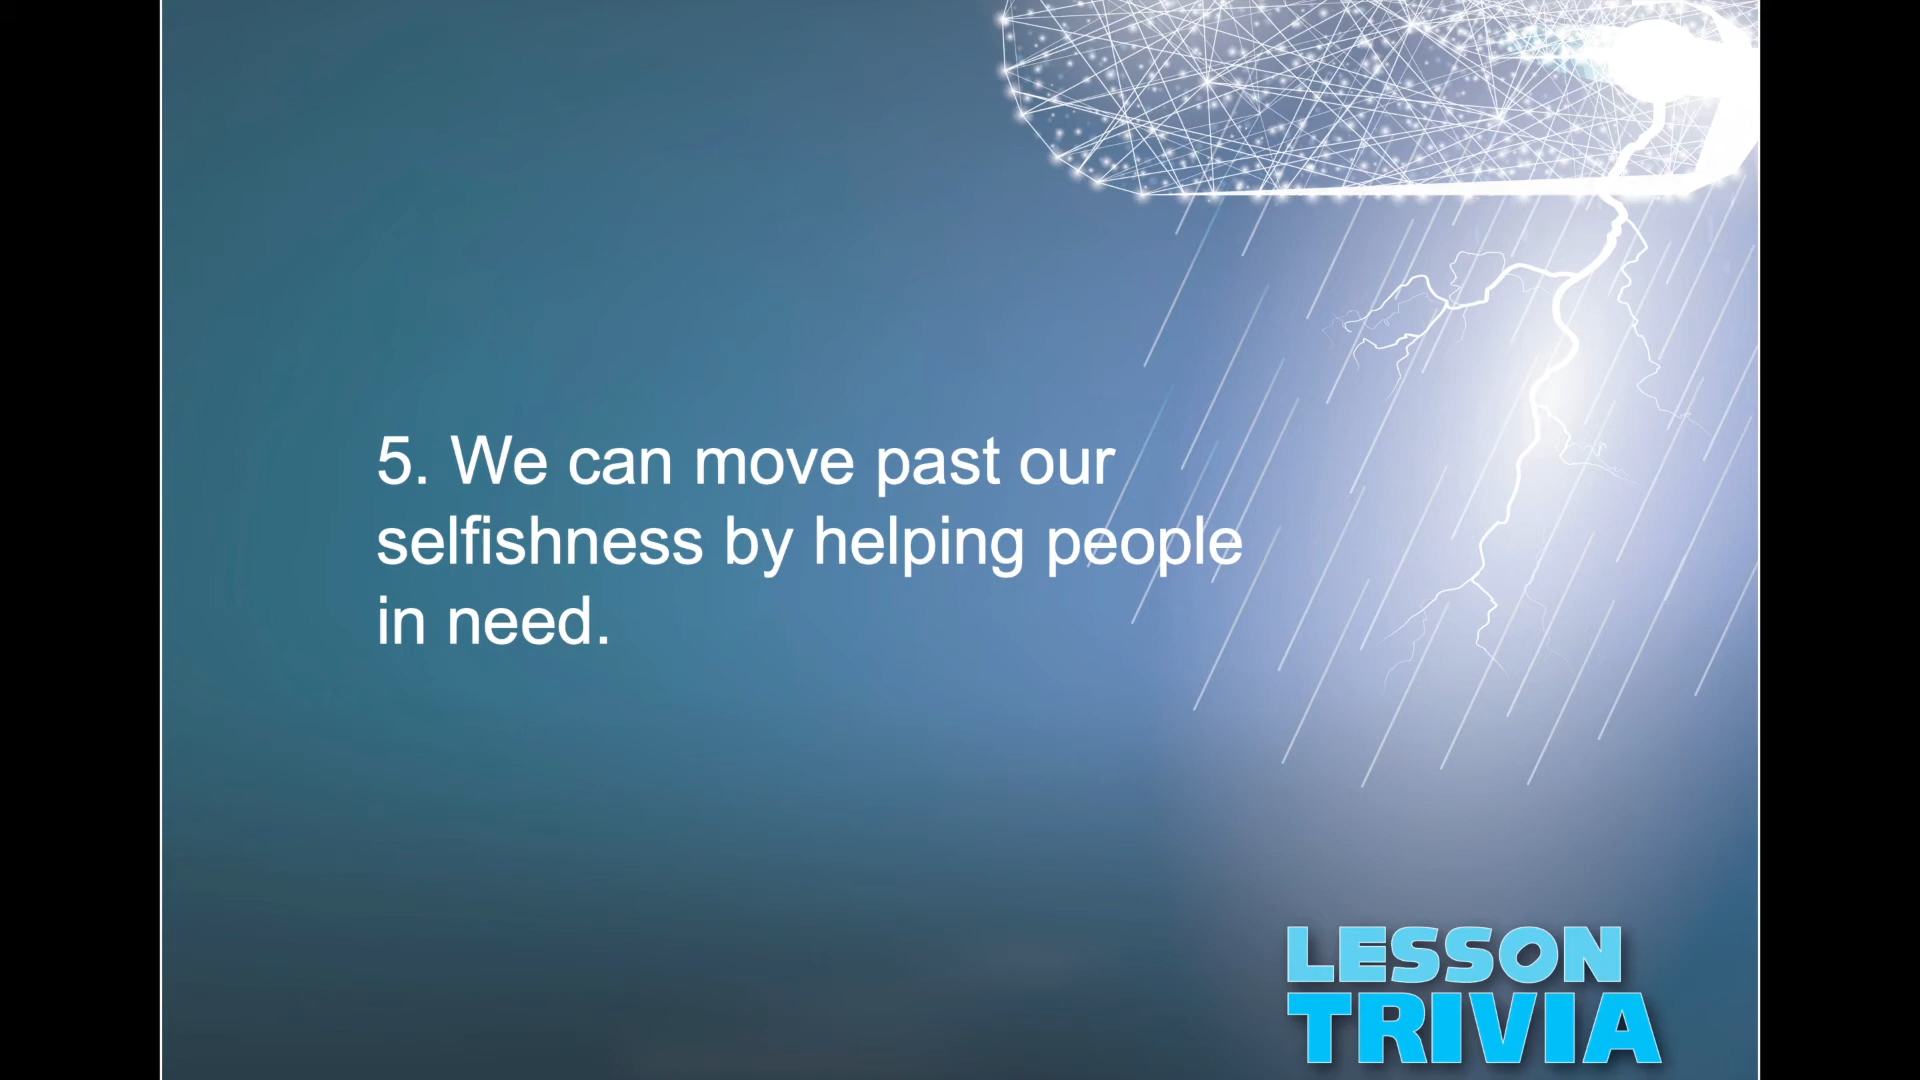 5. We can move past our
selfishness by helping people
in need.
LESSON
TRIVIA